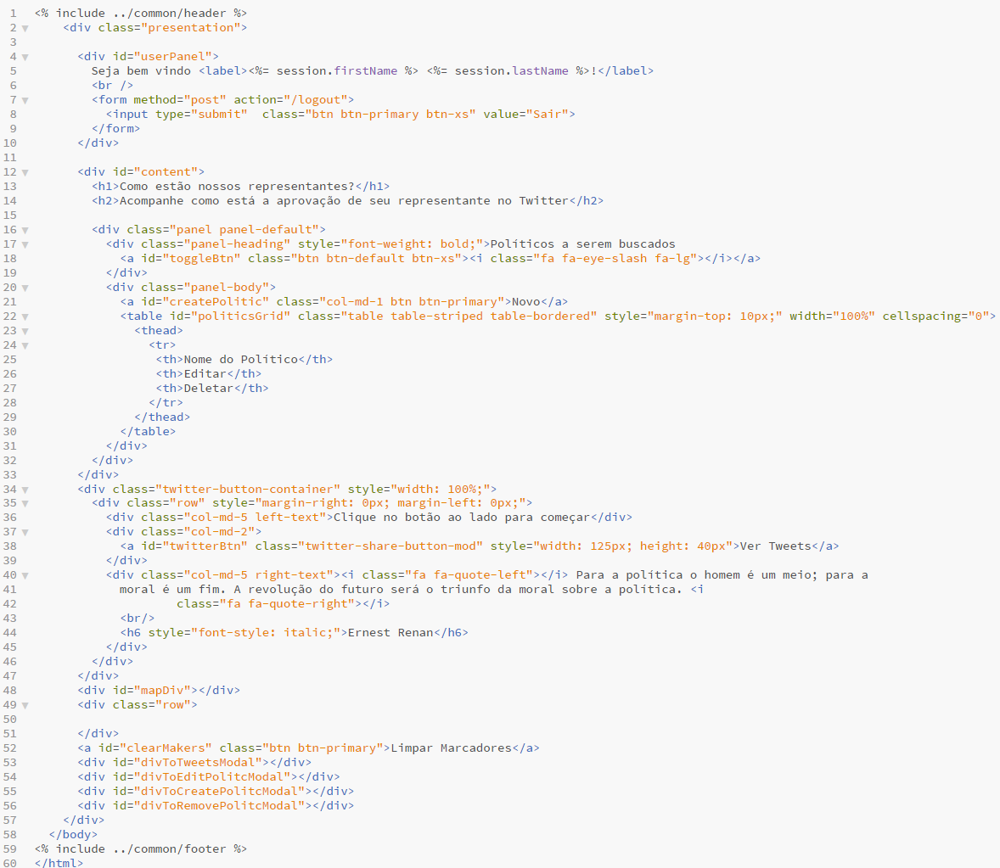 1 <% include ../common/header %>
2 <div class="presentation">
3
4 <div id="userPanel">
5 Seja bem vindo <label><%= session.firstName %> <%= session.lastName %>!</label>
6 <br />
7 <form method="post" action="/logout">
8 <input type="submit"  class="btn btn-primary btn-xs" value="Sair">
9 </form>
10 </div>
11
12 <div id="content">
13 <h1>Como estão nossos representantes?</h1>
14 <h2>Acompanhe como está a aprovação de seu representante no Twitter</h2>
15
16 <div class="panel panel-default">
17 <div class="panel-heading" style="font-weight: bold;">Políticos a serem buscados
18 <a id="toggleBtn" class="btn btn-default btn-xs"><i class="fa fa-eye-slash fa-lg"></i></a>
19 </div>
20 <div class="panel-body">
21 <a id="createPolitic" class="col-md-1 btn btn-primary">Novo</a>
22 <table id="politicsGrid" class="table table-striped table-bordered" style="margin-top: 10px;" width="100%" cellspacing="0">
23 <thead>
24 <tr>
25 <th>Nome do Político</th>
26 <th>Editar</th>
27 <th>Deletar</th>
28 </tr>
29 </thead>
30 </table>
31 </div>
32 </div>
33 </div>
34 <div class="twitter-button-container" style="width: 100%;">
35 <div class="row" style="margin-right: 0px; margin-left: 0px;">
36 <div class="col-md-5 left-text">Clique no botão ao lado para começar</div>
37 <div class="col-md-2">
38 <a id="twitterBtn" class="twitter-share-button-mod" style="width: 125px; height: 40px">Ver Tweets</a>
39 </div>
40 <div class="col-md-5 right-text"><i class="fa fa-quote-left"></i> Para a política o homem é um meio; para a
41 moral é um fim. A revolução do futuro será o triunfo da moral sobre a política. <i
42 class="fa fa-quote-right"></i>
43 <br/>
44 <h6 style="font-style: italic;">Ernest Renan</h6>
45 </div>
46 </div>
47 </div>
48 <div id="mapDiv"></div>
49 <div class="row">
50
51 </div>
52 <a id="clearMakers" class="btn btn-primary">Limpar Marcadores</a>
53 <div id="divToTweetsModal"></div>
54 <div id="divToEditPolitcModal"></div>
55 <div id="divToCreatePolitcModal"></div>
56 <div id="divToRemovePolitcModal"></div>
57 </div>
58 </body>
59 <% include ../common/footer %>
60 </html>